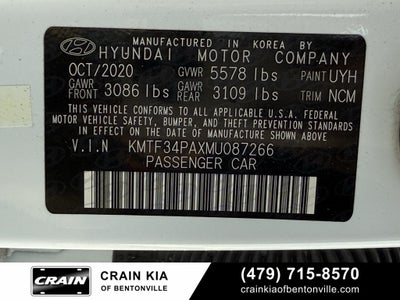 MANUFACTURED IN KOREA BY
HYUNDAI MOTOR COMPANY
OCT/2020 GVWR 5578 lbs PAINT UYH
GAWR FRONT 3086 lbs GAWR REAR 3109 lbs TRIM NCM
THIS VEHICLE CONFORMS TO ALL APPLICABLE U.S.A. FEDERAL
MOTOR VEHICLE SAFETY, BUMPER, AND THEFT PREVENTION
STANDARDS IN EFFECT ON THE DATE OF MANUFACTURE SHOWN ABOVE.
V.I.N KMTF34PAXMU087266
PASSENGER CAR
CRAIN
CRAIN KIA
OF BENTONVILLE
(479) 715-8570
crainkiaofbentonville.com